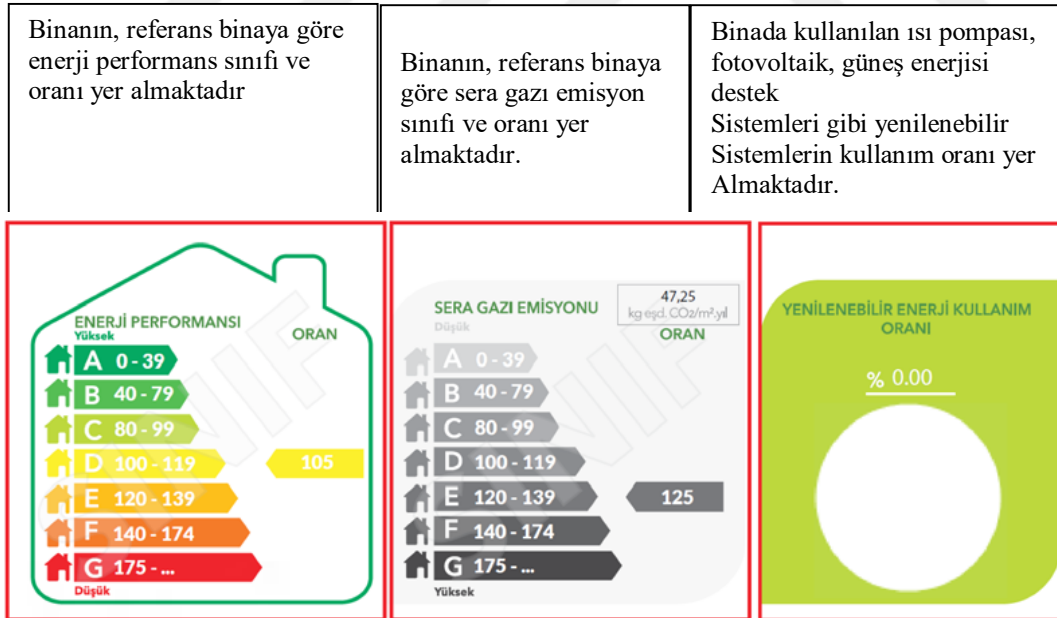 Binanın, referans binaya göre
enerji performans sınıfı ve
oranı yer almaktadır
Binanın, referans binaya
göre sera gazı emisyon
sınıfı ve oranı yer
almaktadır.
Binada kullanılan ısı pompası,
fotovoltaik, güneş enerjisi
destek
Sistemleri gibi yenilenebilir
Sistemlerin kullanım oranı yer
Almaktadır.
ENERJİ PERFORMANSI
Yüksek
ORAN
A 0 - 39
B 40 - 79
C 80 - 99
D 100 - 119
105
E 120 - 139
F 140 - 174
G 175 - ...
Düşük
SERA GAZI EMİSYONU
Düşük
47,25
kg eşd. CO2/m².yıl
ORAN
A 0 - 39
B 40 - 79
C 80 - 99
D 100 - 119
E 120 - 139
125
F 140 - 174
G 175 - ...
Yüksek
YENİLENEBİLİR ENERJİ KULLANIM
ORANI
% 0.00
SINIF
SINIF